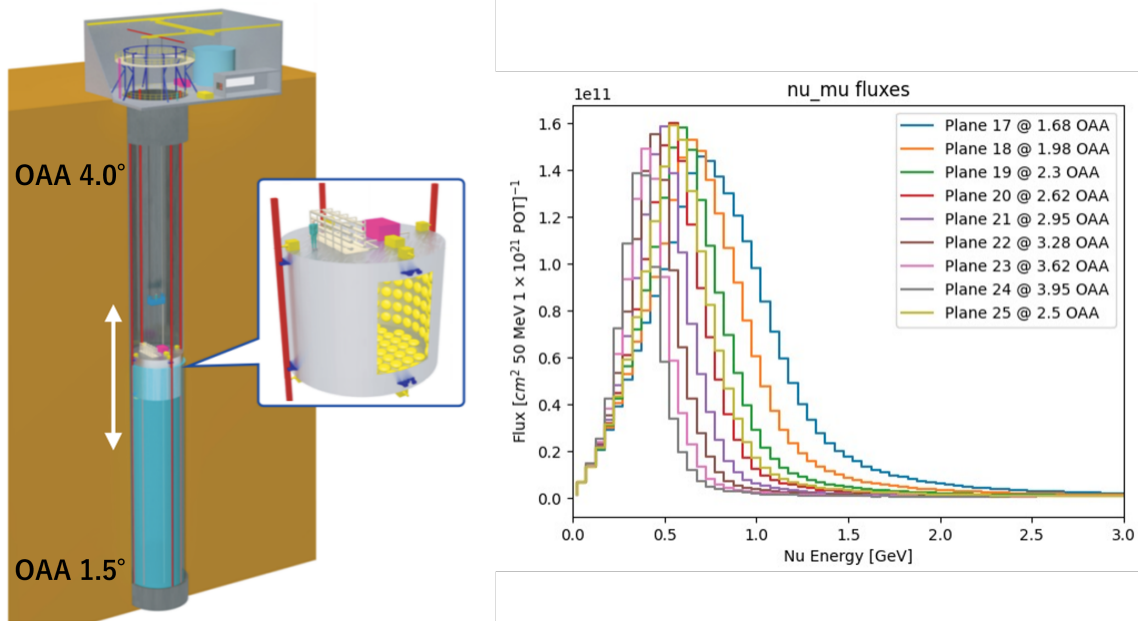 OAA 4.0°
OAA 1.5°
nu_mu fluxes
1e11
Flux [cm² 50 MeV 1 × 10²¹ POT]⁻¹
1.6
1.4
1.2
1.0
0.8
0.6
0.4
0.2
0.0
Plane 17 @ 1.68 OAA
Plane 18 @ 1.98 OAA
Plane 19 @ 2.3 OAA
Plane 20 @ 2.62 OAA
Plane 21 @ 2.95 OAA
Plane 22 @ 3.28 OAA
Plane 23 @ 3.62 OAA
Plane 24 @ 3.95 OAA
Plane 25 @ 2.5 OAA
0.0 0.5 1.0 1.5 2.0 2.5 3.0
Nu Energy [GeV]